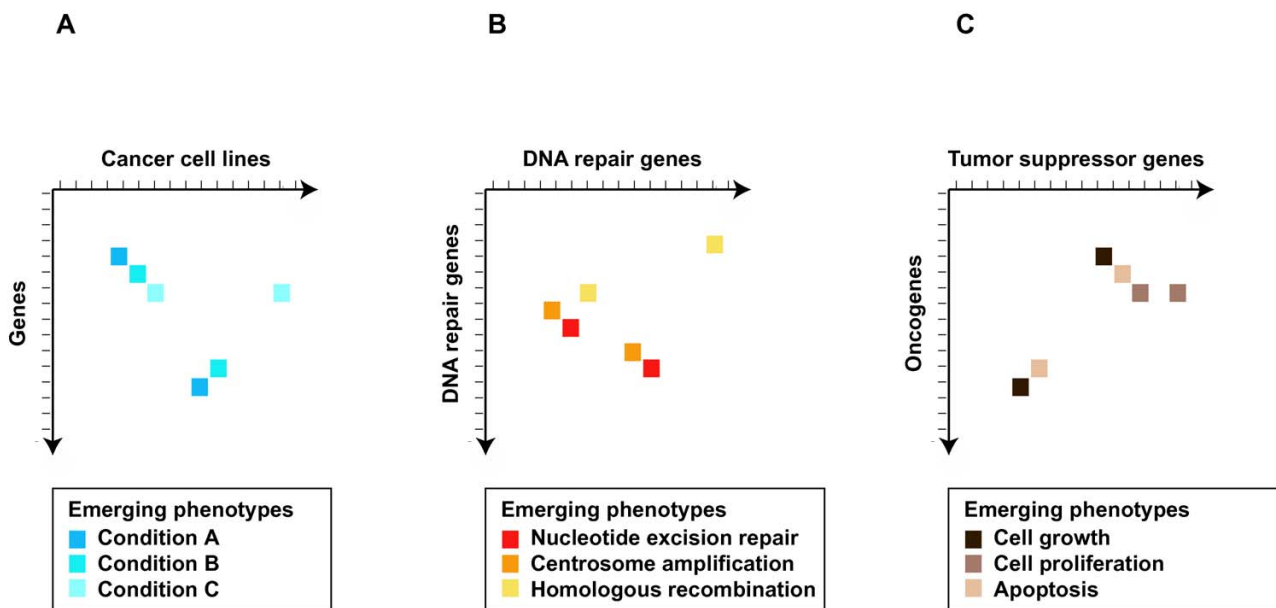 A
B
C
Cancer cell lines
DNA repair genes
Tumor suppressor genes
Genes
DNA repair genes
Oncogenes
Emerging phenotypes
Condition A
Condition B
Condition C
Emerging phenotypes
Nucleotide excision repair
Centrosome amplification
Homologous recombination
Emerging phenotypes
Cell growth
Cell proliferation
Apoptosis